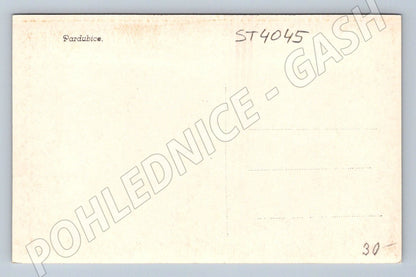 Pardubice.
ST4045
POHLEDNICE - GASH
30-